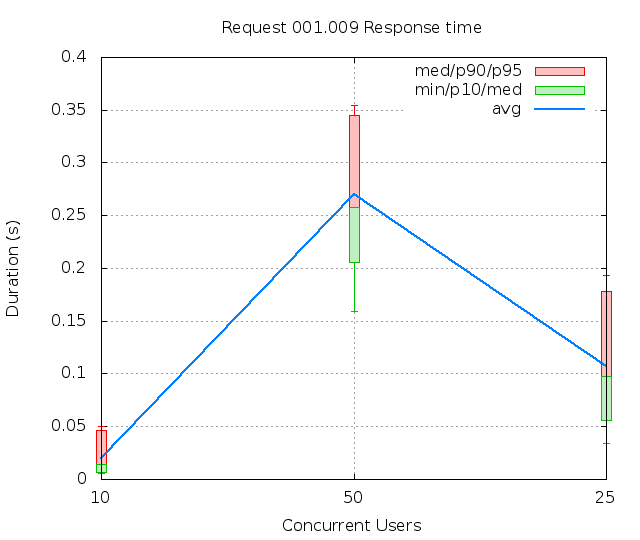 Request 001.009 Response time
med/p90/p95
min/p10/med
avg
0.4
0.35
0.3
0.25
0.2
0.15
0.1
0.05
0
Duration (s)
10 50 25
Concurrent Users